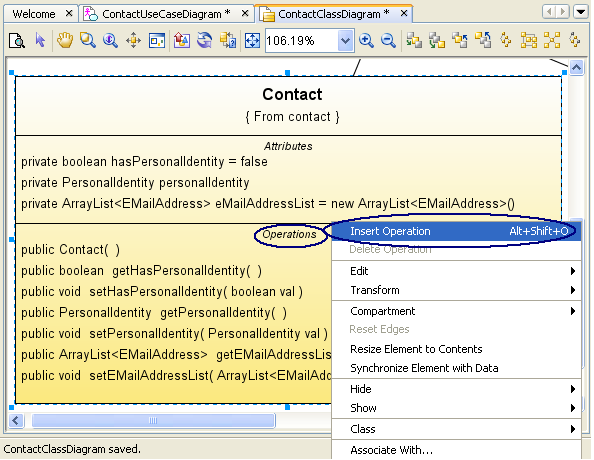 Welcome
ContactUseCaseDiagram *
ContactClassDiagram *
106.19%
Contact
{ From contact }
Attributes
private boolean hasPersonalIdentity = false
private PersonalIdentity personalIdentity
private ArrayList<EMailAddress> eMailAddressList = new ArrayList<EMailAddress>()
Operations
public Contact( )
public boolean getHasPersonalIdentity( )
public void setHasPersonalIdentity( boolean val )
public PersonalIdentity getPersonalIdentity( )
public void setPersonalIdentity( PersonalIdentity val )
public ArrayList<EMailAddress> getEMailAddressLis
public void setEMailAddressList( ArrayList<EMailAdd
Insert Operation Alt+Shift+O
Delete Operation
Edit
Transform
Compartment
Reset Edges
Resize Element to Contents
Synchronize Element with Data
Hide
Show
Class
Associate With...
ContactClassDiagram saved.